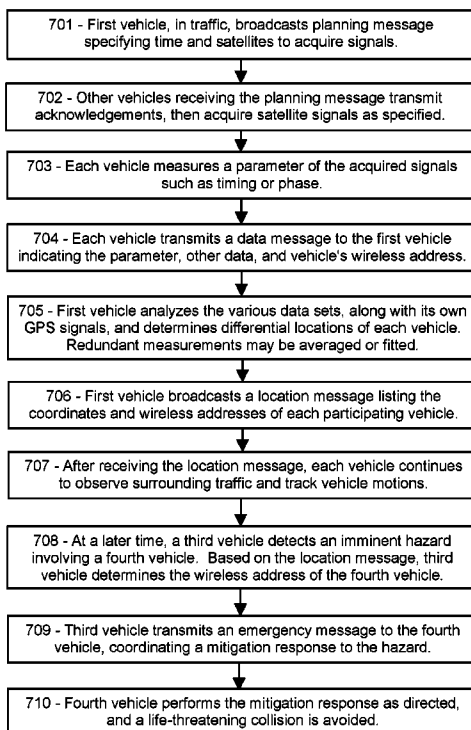 701 - First vehicle, in traffic, broadcasts planning message
specifying time and satellites to acquire signals.
702 - Other vehicles receiving the planning message transmit
acknowledgements, then acquire satellite signals as specified.
703 - Each vehicle measures a parameter of the acquired signals
such as timing or phase.
704 - Each vehicle transmits a data message to the first vehicle
indicating the parameter, other data, and vehicle's wireless address.
705 - First vehicle analyzes the various data sets, along with its own
GPS signals, and determines differential locations of each vehicle.
Redundant measurements may be averaged or fitted.
706 - First vehicle broadcasts a location message listing the
coordinates and wireless addresses of each participating vehicle.
707 - After receiving the location message, each vehicle continues
to observe surrounding traffic and track vehicle motions.
708 - At a later time, a third vehicle detects an imminent hazard
involving a fourth vehicle. Based on the location message, third
vehicle determines the wireless address of the fourth vehicle.
709 - Third vehicle transmits an emergency message to the fourth
vehicle, coordinating a mitigation response to the hazard.
710 - Fourth vehicle performs the mitigation response as directed,
and a life-threatening collision is avoided.